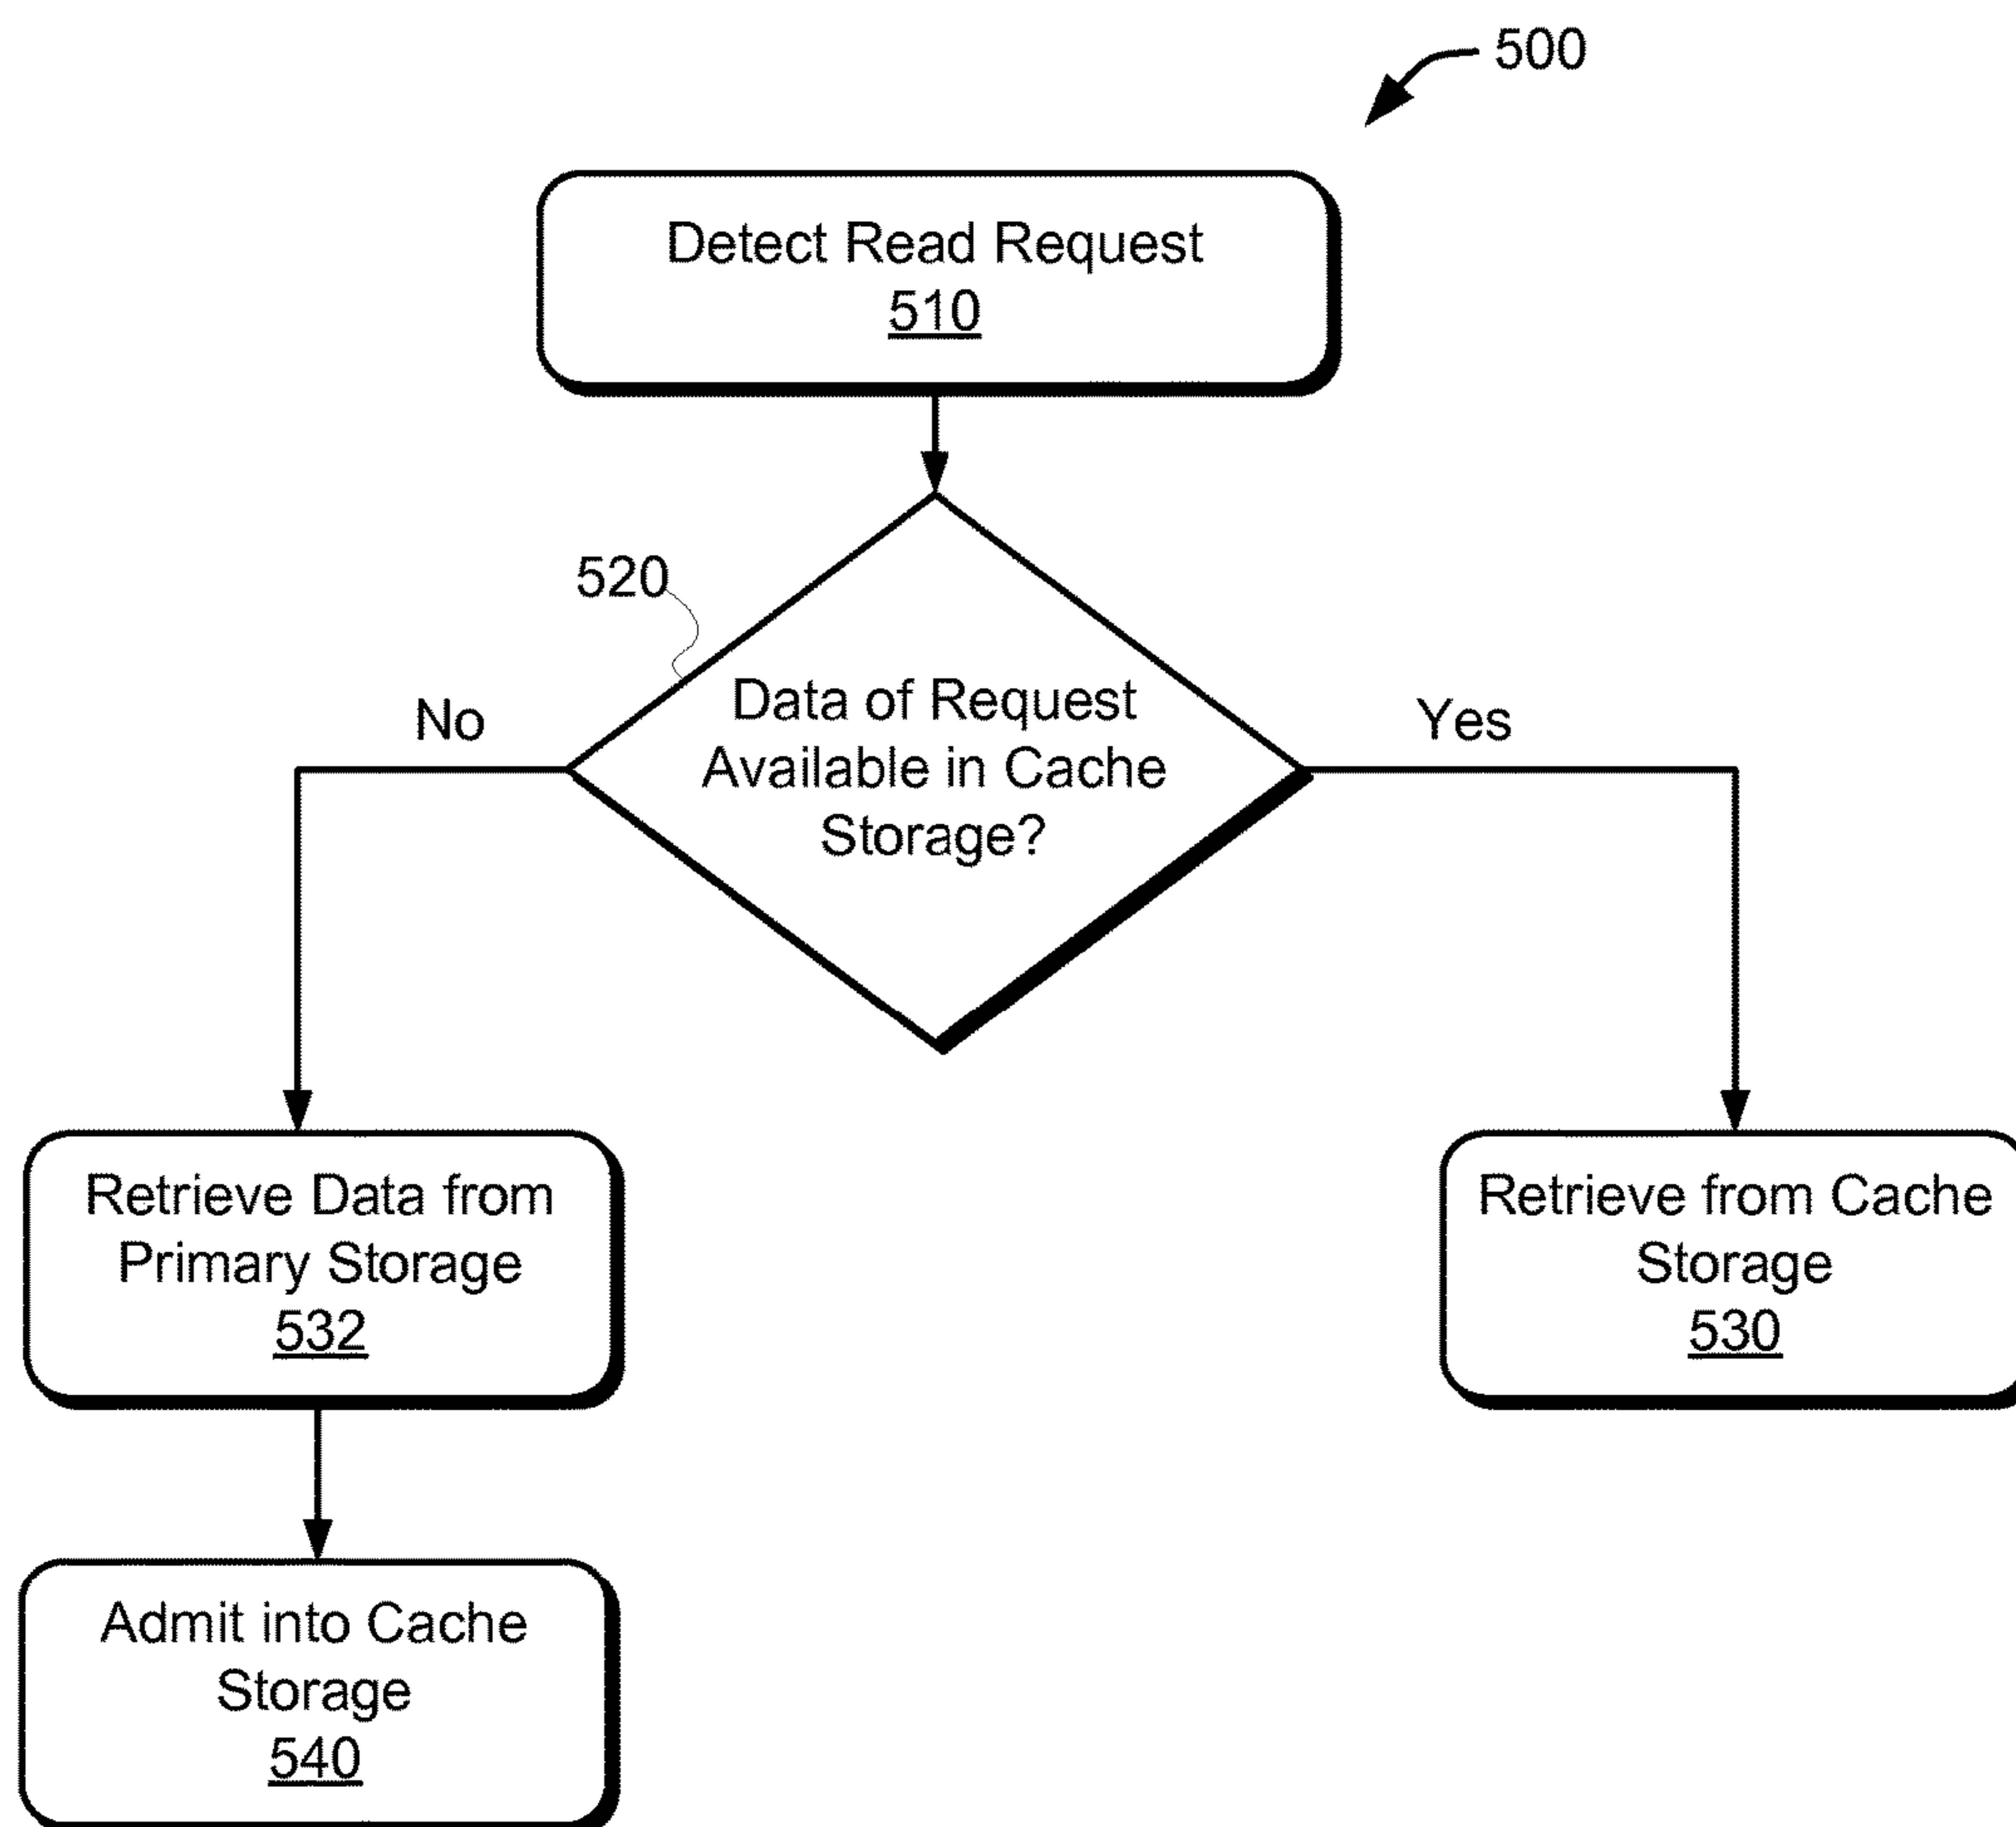 500
Detect Read Request
510
520
Data of Request
Available in Cache
Storage?
No
Yes
Retrieve Data from
Primary Storage
532
Retrieve from Cache
Storage
530
Admit into Cache
Storage
540